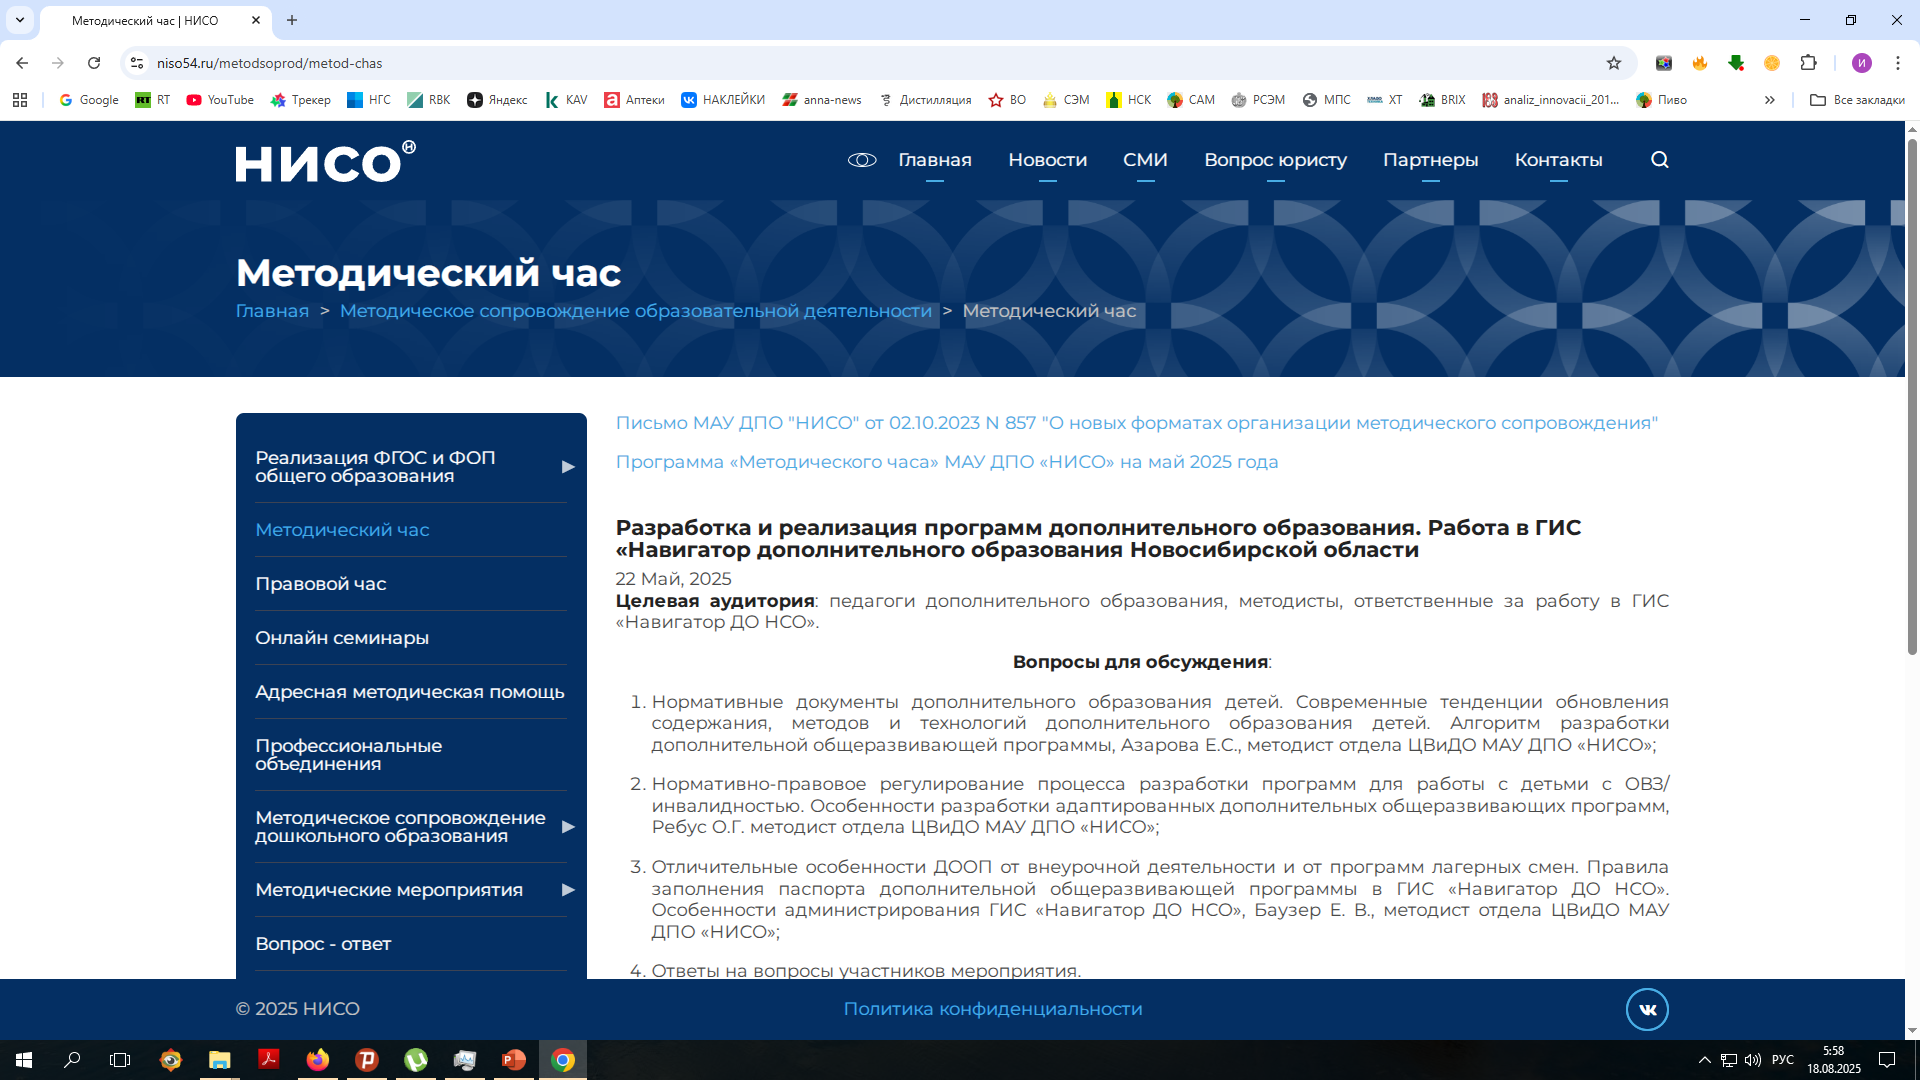 Методический час | НИСО
niso54.ru/metodsoprod/metod-chas
Google RT YouTube Трекер НГС RBK Яндекс KAV Аптеки НАКЛЕЙКИ anna-news Дистилляция ВО СЭМ НСК САМ РСЭМ МПС ХТ BRIX analiz_innovacii_201... Пиво Все закладки
НИСО
Главная Новости СМИ Вопрос юристу Партнеры Контакты
Методический час
Главная > Методическое сопровождение образовательной деятельности > Методический час
Реализация ФГОС и ФОП
общего образования
Методический час
Правовой час
Онлайн семинары
Адресная методическая помощь
Профессиональные
объединения
Методическое сопровождение
дошкольного образования
Методические мероприятия
Вопрос - ответ
Письмо МАУ ДПО "НИСО" от 02.10.2023 N 857 "О новых форматах организации методического сопровождения"
Программа «Методического часа» МАУ ДПО «НИСО» на май 2025 года
Разработка и реализация программ дополнительного образования. Работа в ГИС
«Навигатор дополнительного образования Новосибирской области
22 Май, 2025
Целевая аудитория: педагоги дополнительного образования, методисты, ответственные за работу в ГИС
«Навигатор ДО НСО».
Вопросы для обсуждения:
1. Нормативные документы дополнительного образования детей. Современные тенденции обновления
содержания, методов и технологий дополнительного образования детей. Алгоритм разработки
дополнительной общеразвивающей программы, Азарова Е.С., методист отдела ЦВиДО МАУ ДПО «НИСО»;
2. Нормативно-правовое регулирование процесса разработки программ для работы с детьми с ОВЗ/
инвалидностью. Особенности разработки адаптированных дополнительных общеразвивающих программ,
Ребус О.Г. методист отдела ЦВиДО МАУ ДПО «НИСО»;
3. Отличительные особенности ДООП от внеурочной деятельности и от программ лагерных смен. Правила
заполнения паспорта дополнительной общеразвивающей программы в ГИС «Навигатор ДО НСО».
Особенности администрирования ГИС «Навигатор ДО НСО», Баузер Е. В., методист отдела ЦВиДО МАУ
ДПО «НИСО»;
4. Ответы на вопросы участников мероприятия.
© 2025 НИСО Политика конфиденциальности
РУС
5:58
18.08.2025